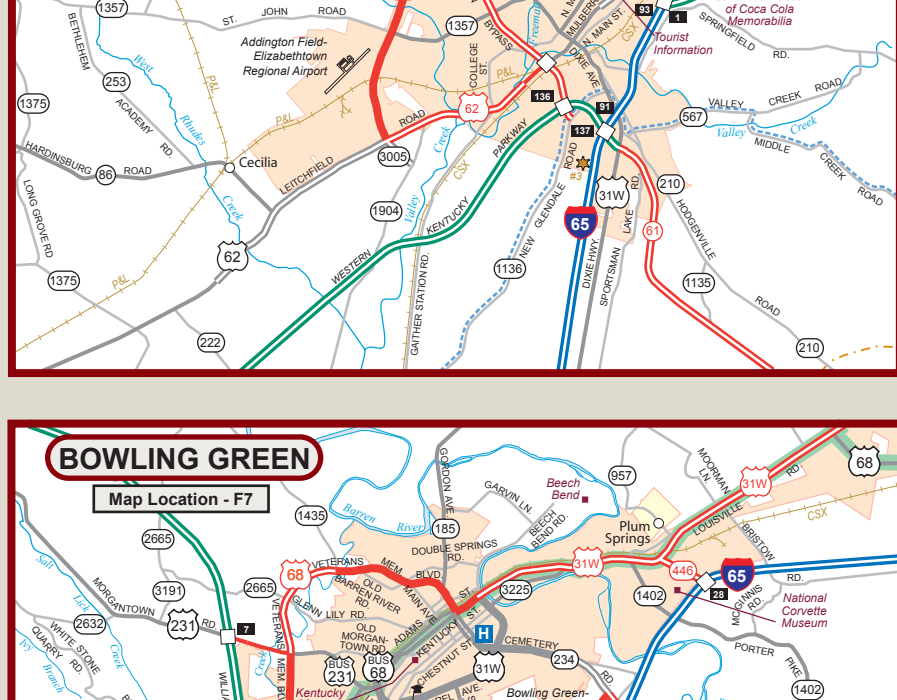 1357
ST. JOHN ROAD
BETHLEHEM
ACADEMY RD.
West
Rhudes
Creek
253
P&L
Addington Field-
Elizabethtown
Regional Airport
1357
BYPASS
Freeman
COLLEGE ST.
N. MULBERRY
N. MAIN ST.
DIXIE AVE.
CSX
93
1
of Coca Cola
Memorabilia
Tourist
Information
SPRINGFIELD
RD.
1375
P&L
62
ROAD
P&L
136
91
137
567
VALLEY
CREEK
ROAD
Valley
Creek
MIDDLE
CREEK
ROAD
HARDINSBURG
86
ROAD
Cecilia
LEITCHFIELD
3005
Creek
CSX
PARKWAY
ROAD
#3
31W
RD.
210
HODGENVILLE
LONG GROVE RD
1904
Valley
KENTUCKY
NEW GLENDALE
65
LAKE
61
62
WESTERN
1375
P&L
GAITHER STATION RD.
1136
DIXIE HWY.
SPORTSMAN
1135
ROAD
222
210
BOWLING GREEN
Map Location - F7
GORDON AVE.
GARVIN LN.
Beech
Bend
957
MOORMAN
LN
68
31W
RD.
LOUISVILLE
CSX
1435
Barren
River
185
BEECH
BEND RD.
Plum
Springs
BRISTOW
2665
DOUBLE SPRINGS
RD.
Salt
Lick
Creek
MORGANTOWN
3191
2665
68
VETERANS
MEM.
BLVD.
31W
446
65
RD.
28
OLD
BARREN RIVER
RD
MAIN AVE.
ST.
3225
1402
MC GINNIS
RD.
National
Corvette
Museum
GLENN LILY RD.
2632
231
7
VETERANS MEM. B
OLD
MORGAN-
TOWN RD.
ADAMS
KENTUCKY
ST.
H
CEMETERY
PORTER
PIKE
WHITE STONE
QUARRY RD.
Ivy
Branch
Creek
BUS
231
BUS
68
CHESTNUT ST.
31W
234
RD.
1402
WILLIA
Kentucky
AVE.
Bowling Green-